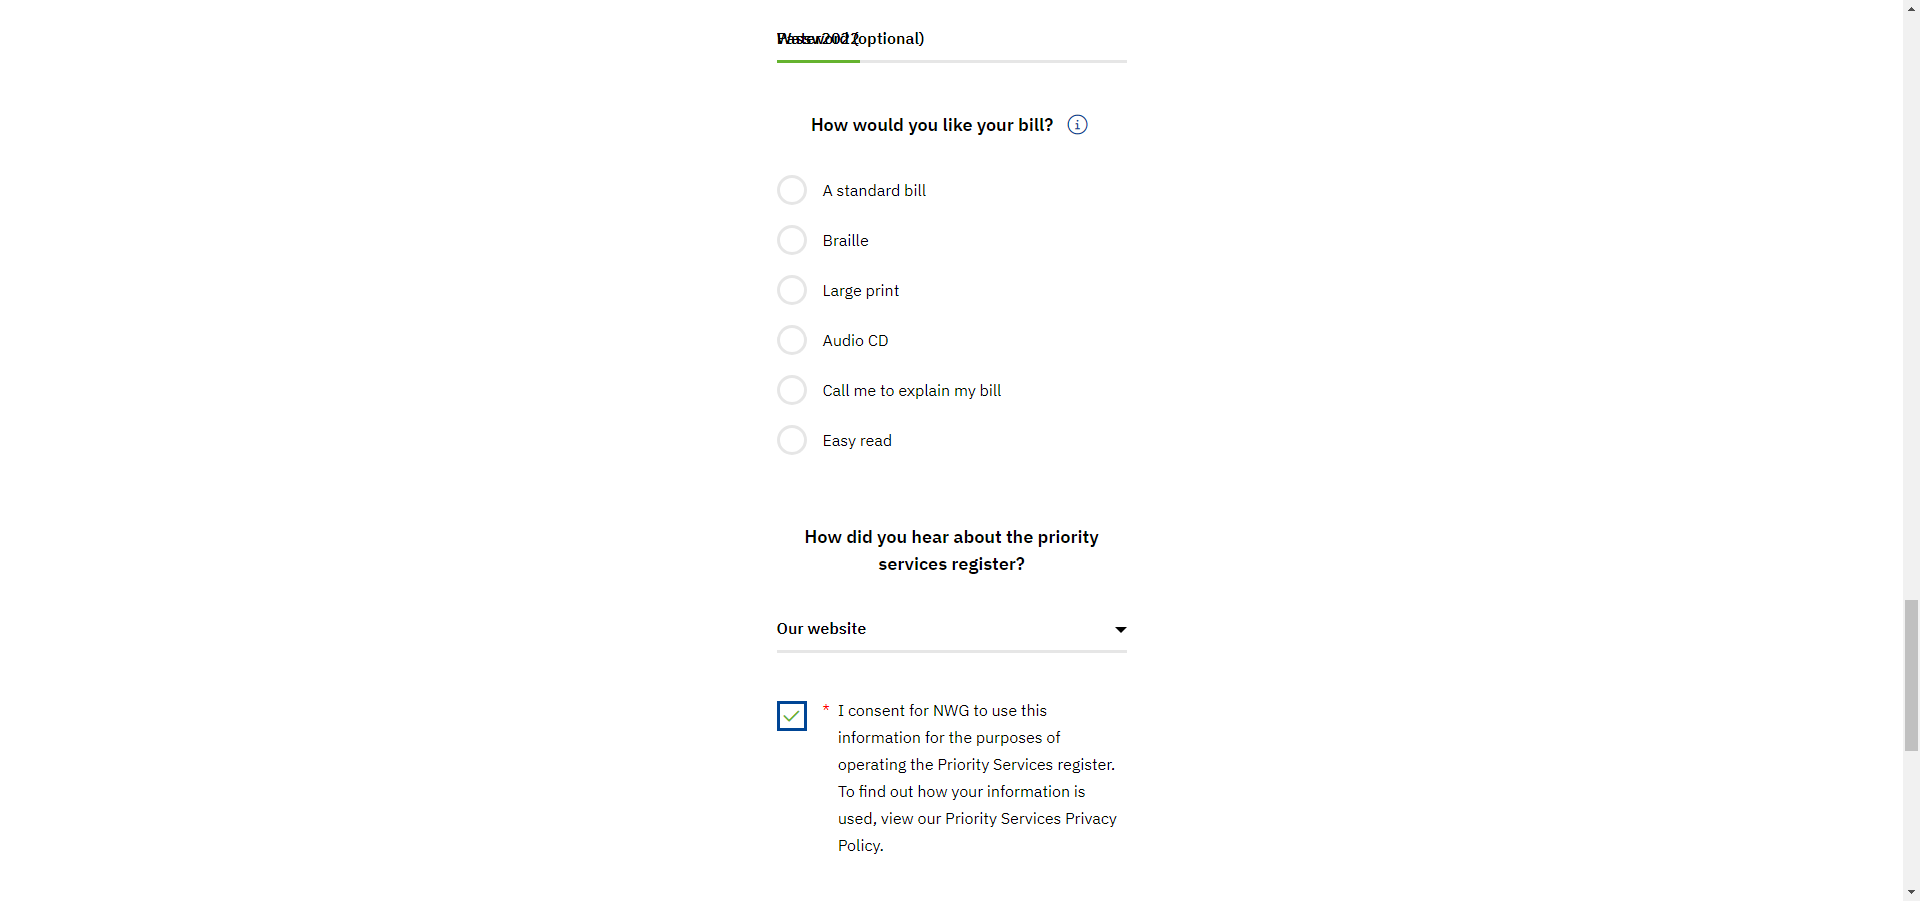 (optional)
How would you like your bill?
A standard bill
Braille
Large print
Audio CD
Call me to explain my bill
Easy read
How did you hear about the priority
services register?
Our website
* I consent for NWG to use this
information for the purposes of
operating the Priority Services register.
To find out how your information is
used, view our Priority Services Privacy
Policy.